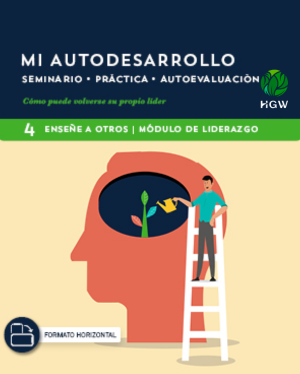 MI AUTODESARROLLO
SEMINARIO • PRÁCTICA • AUTOEVALUACIÓN
Cómo puede volverse su propio líder
HGW
4 ENSEÑE A OTROS | MÓDULO DE LIDERAZGO
FORMATO HORIZONTAL